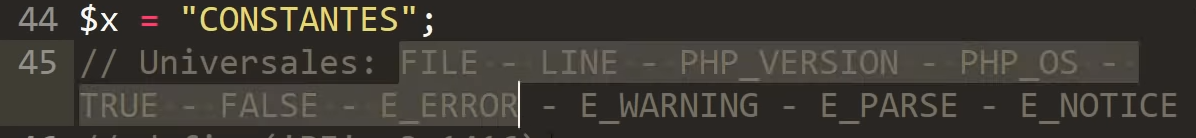 44 $x = "CONSTANTES";
45 // Universales: FILE - LINE - PHP_VERSION - PHP_OS -
TRUE - FALSE - E_ERROR - E_WARNING - E_PARSE - E_NOTICE